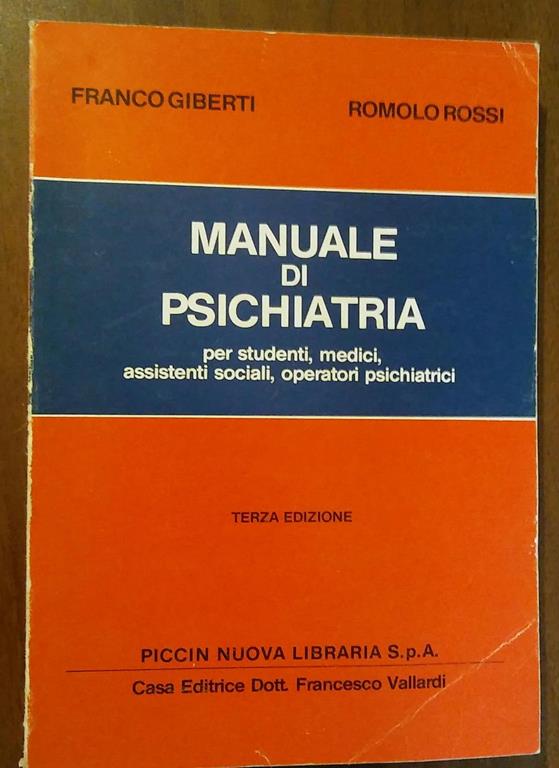 FRANCO GIBERTI ROMOLO ROSSI
MANUALE
DI
PSICHIATRIA
per studenti, medici,
assistenti sociali, operatori psichiatrici
TERZA EDIZIONE
PICCIN NUOVA LIBRARIA S.p.A.
Casa Editrice Dott. Francesco Vallardi